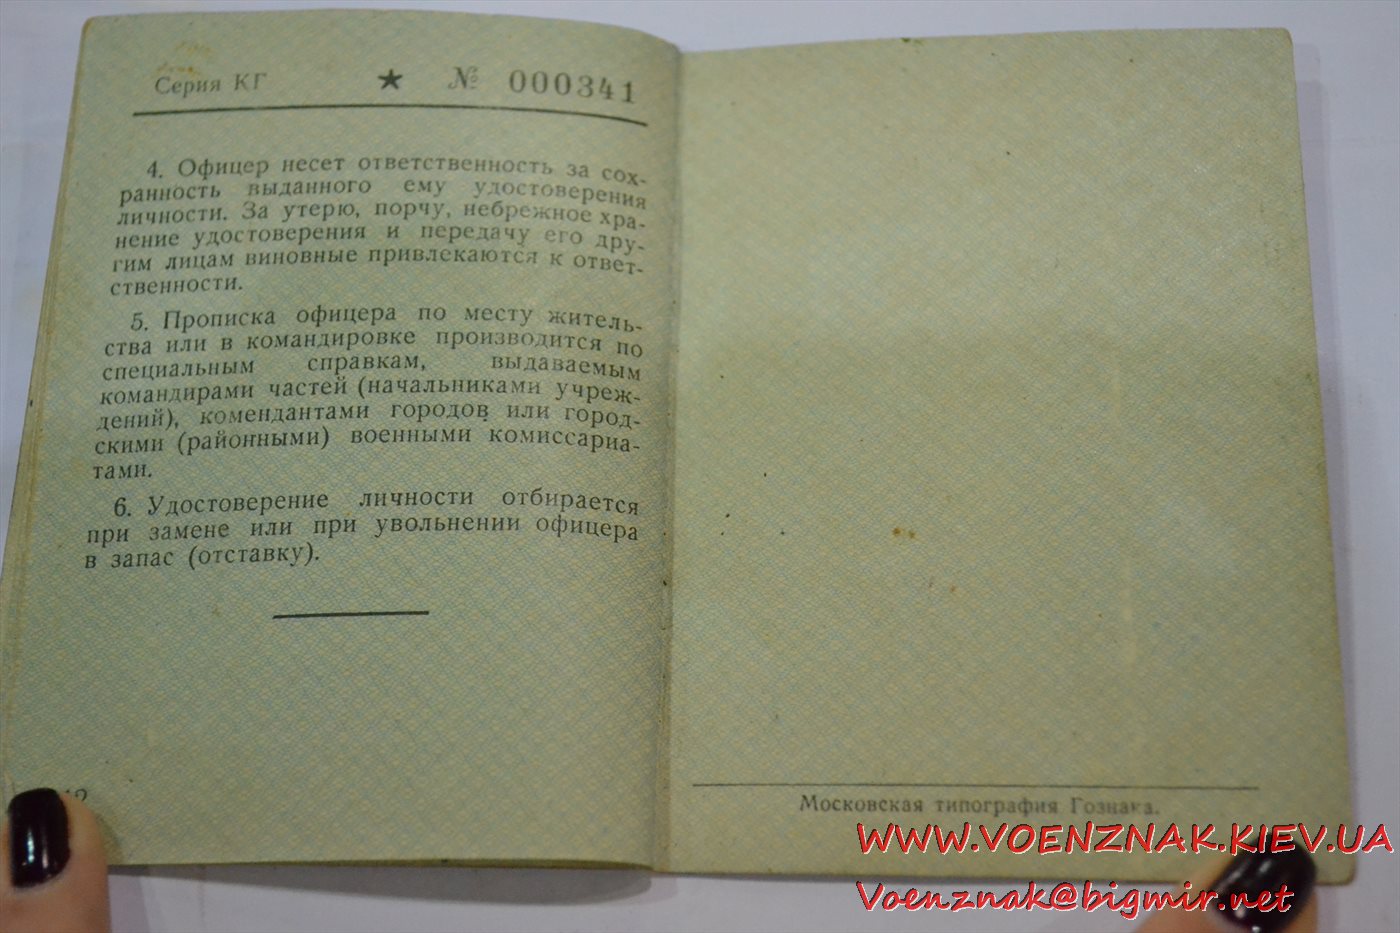 Серия КГ ★ № 000341
4. Офицер несет ответственность за сох-
ранность выданного ему удостоверения
личности. За утерю, порчу, небрежное хра-
нение удостоверения и передачу его дру-
гим лицам виновные привлекаются к ответ-
ственности.
5. Прописка офицера по месту житель-
ства или в командировке производится по
специальным справкам, выдаваемым
командирами частей (начальниками учреж-
дений), комендантами городов или город-
скими (районными) военными комиссариа-
тами.
6. Удостоверение личности отбирается
при замене или при увольнении офицера
в запас (отставку).
Московская типография Гознака.
WWW.VOENZNAK.KIEV.UA
Voenznak@bigmir.net